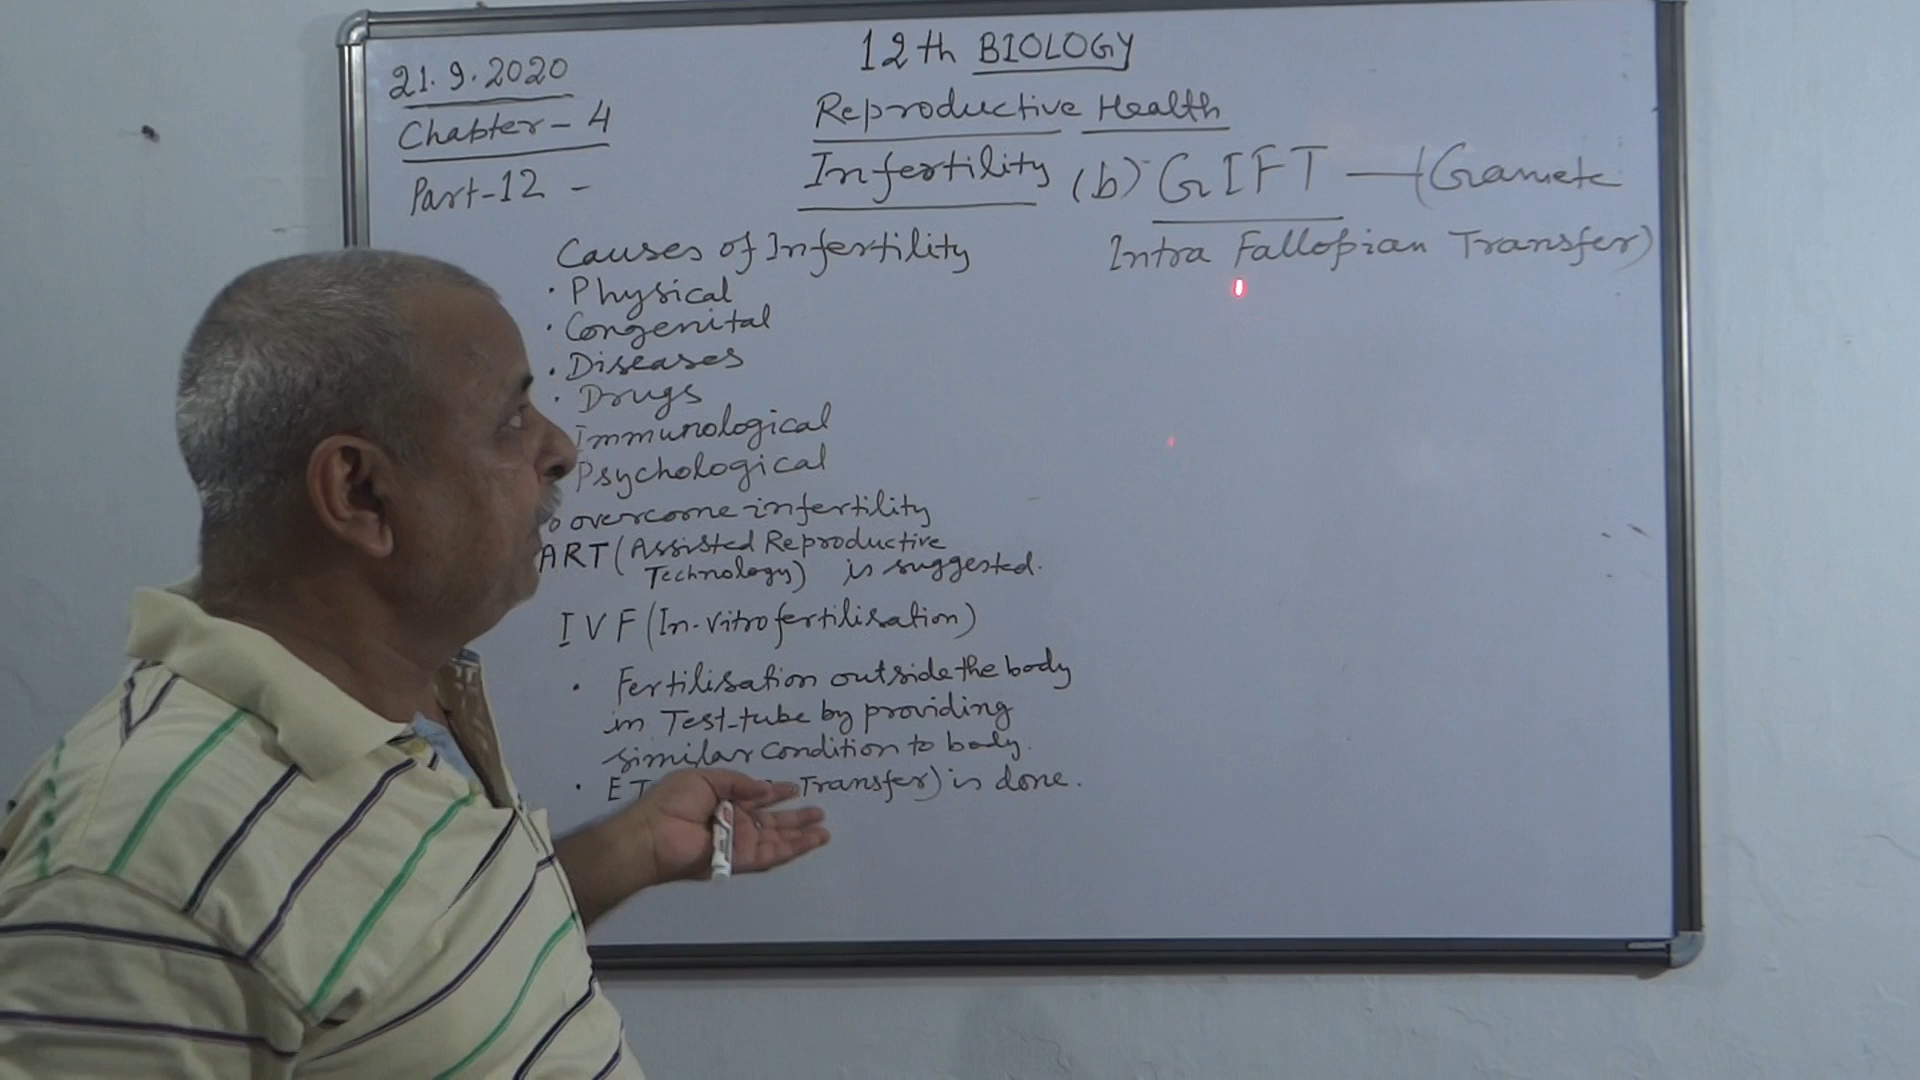 21.9.2020
Chapter-4
Part-12 -
12th BIOLOGY
Reproductive Health
Infertility
Causes of Infertility
· Physical
· Congenital
· Diseases
· Drugs
Immunological
Psychological
o overcome infertility
ART (Assisted Reproductive
Technology) is suggested.
IVF (In-vitro fertilisation)
· Fertilisation outside the body
in Test-tube by providing
similar condition to body.
· ET Transfer) is done.
(b) GIFT — (Gamete
Intra Fallopian Transfer)